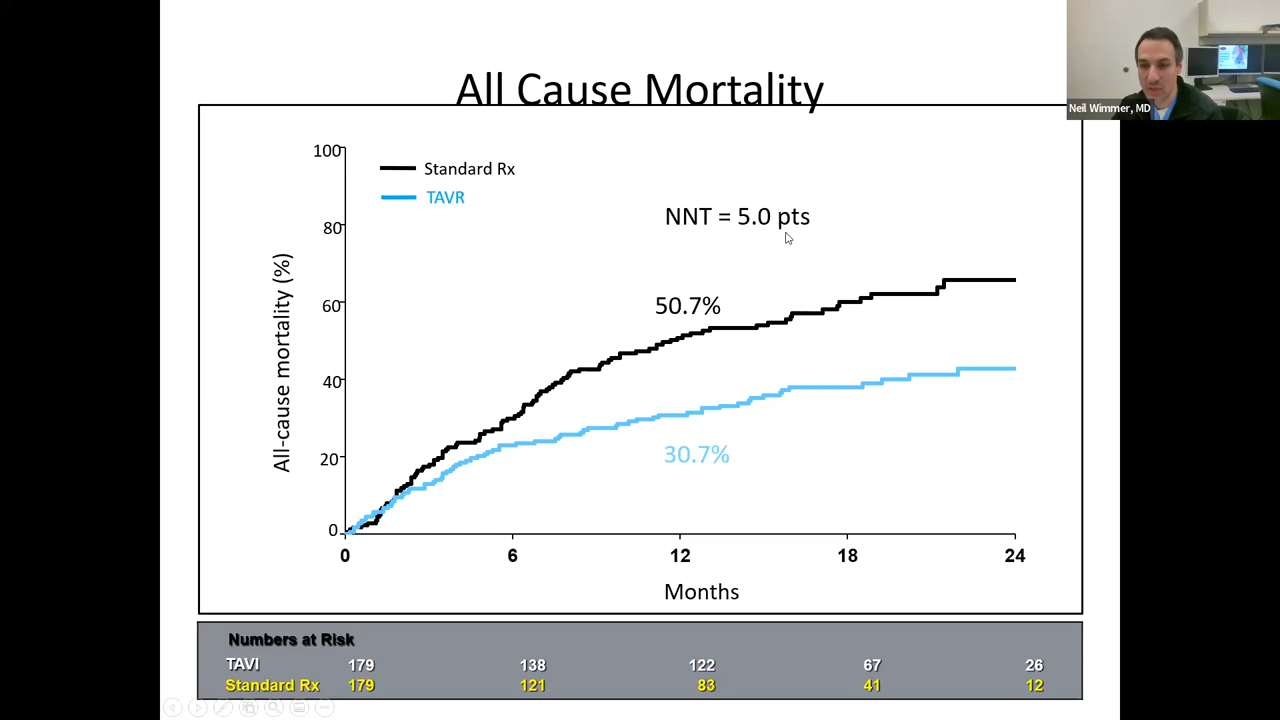 All Cause Mortality
Neil Wimmer, MD
Standard Rx
TAVR
NNT = 5.0 pts
50.7%
30.7%
All-cause mortality (%)
100
80
60
40
20
0
0 6 12 18 24
Months
Numbers at Risk
TAVI 179 138 122 67 26
Standard Rx 179 121 83 41 12